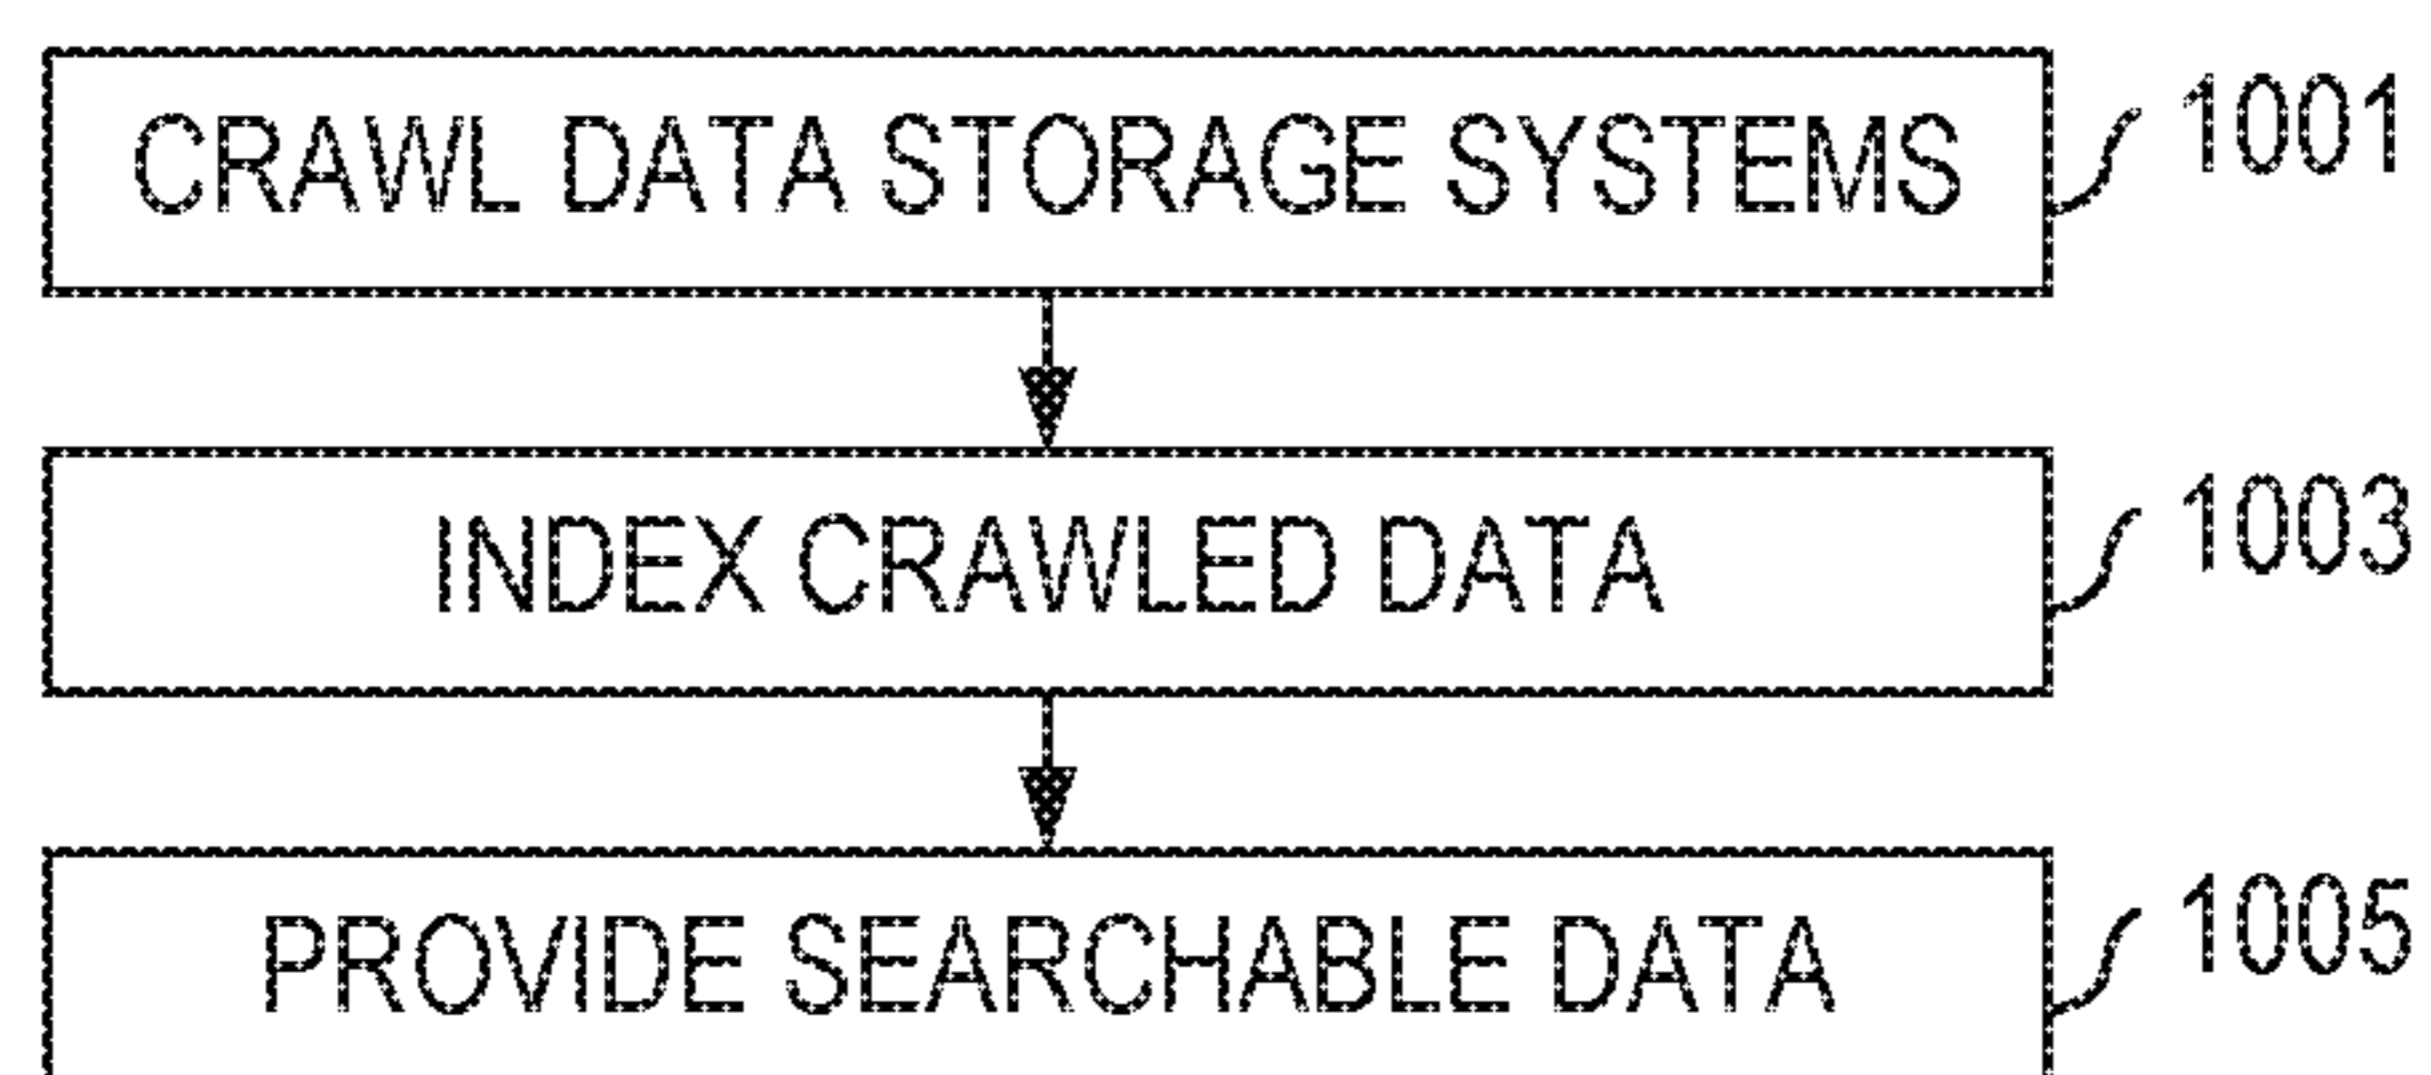 CRAWL DATA STORAGE SYSTEMS 1001
INDEX CRAWLED DATA 1003
PROVIDE SEARCHABLE DATA 1005